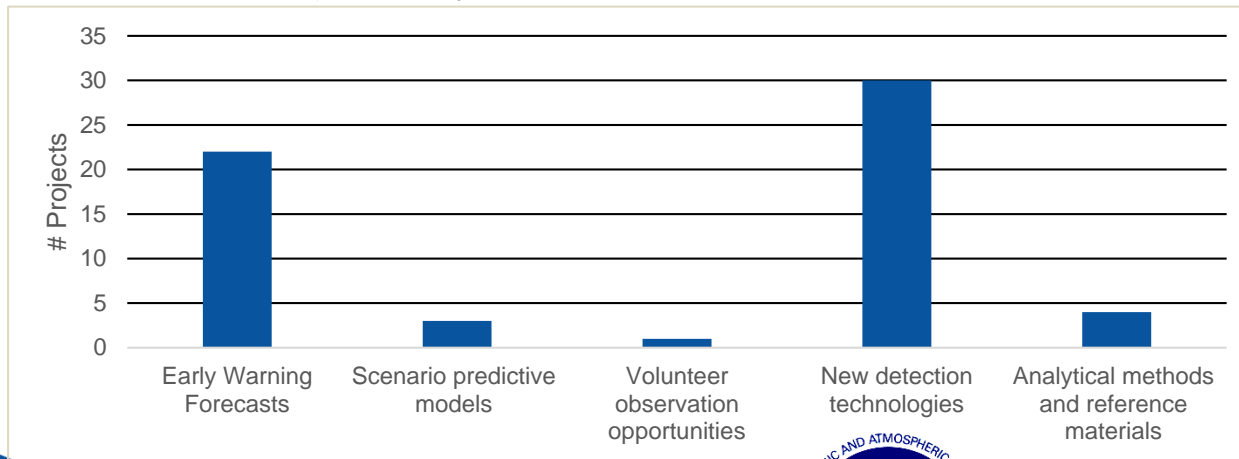 35
30
25
20
15
10
5
0
# Projects
Early Warning
Forecasts
Scenario predictive
models
Volunteer
observation
opportunities
New detection
technologies
Analytical methods
and reference
materials
AND ATMOSPHERIC